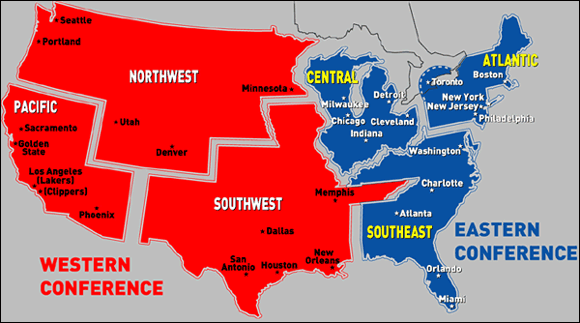 Seattle
Portland
NORTHWEST
Minnesota
CENTRAL
ATLANTIC
Toronto
Boston
Detroit
Milwaukee
New York
New Jersey
Chicago
Cleveland
Philadelphia
Indiana
PACIFIC
Sacramento
Golden
State
Utah
Denver
Washington
Los Angeles
(Lakers)
(Clippers)
Phoenix
SOUTHWEST
Memphis
Charlotte
Atlanta
Dallas
SOUTHEAST
EASTERN
CONFERENCE
San
Antonio
Houston
New
Orleans
Orlando
Miami
WESTERN
CONFERENCE